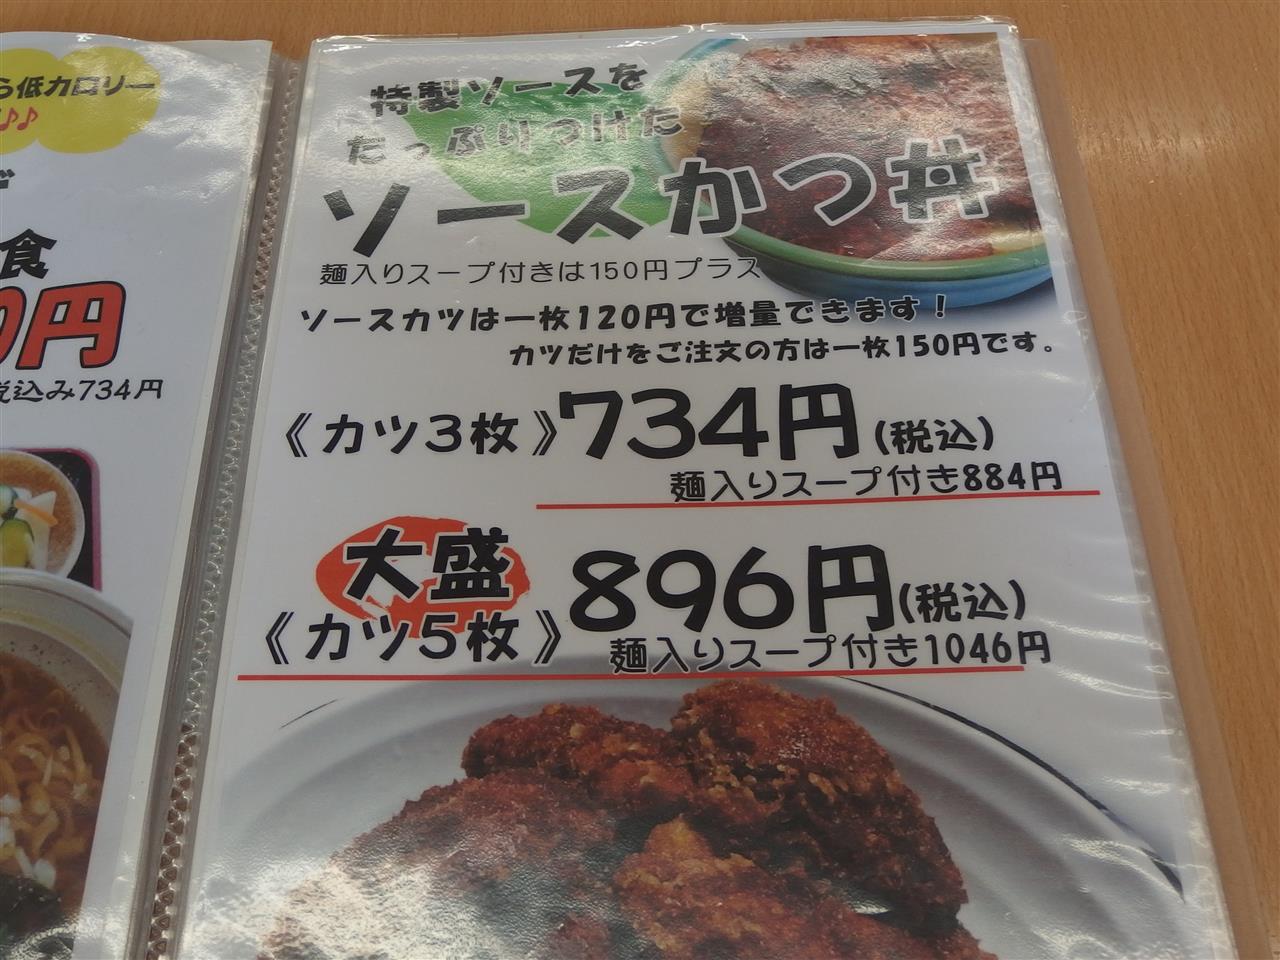 ら低カロリー
♪♪
食
0円
税込み734円
特製ソースを
たっぷりつけた
ソースかつ丼
麺入りスープ付きは150円プラス
ソースカツは一枚120円で増量できます!
カツだけをご注文の方は一枚150円です。
《カツ3枚》734円(税込)
麺入りスープ付き884円
大盛
《カツ5枚》896円(税込)
麺入りスープ付き1046円